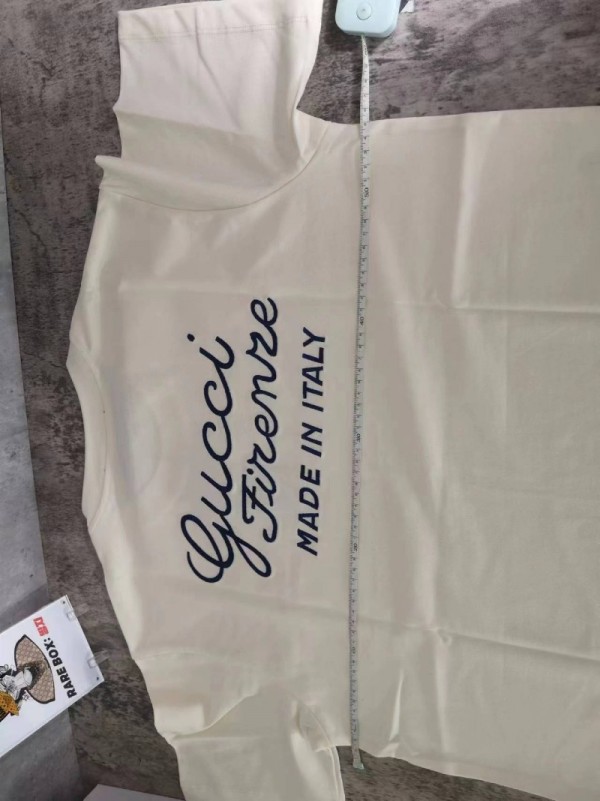 Gucci
Firenze
MADE IN ITALY
RARE BOX: